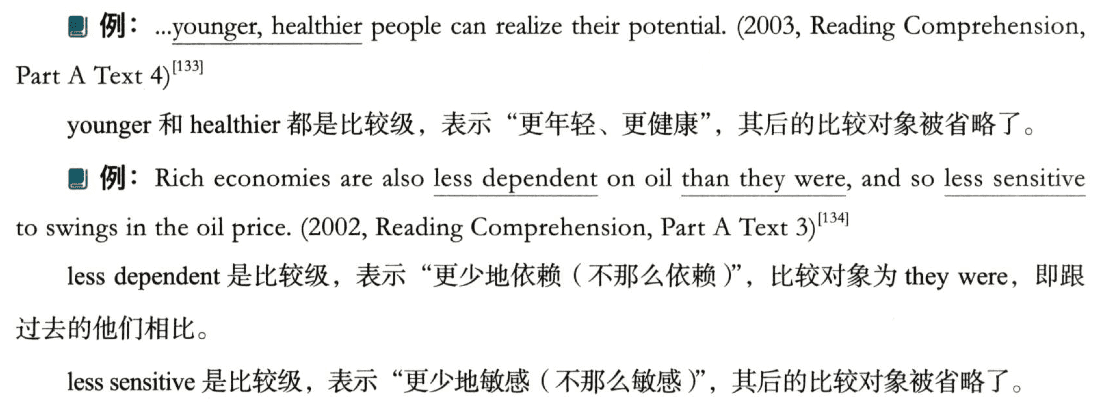 例：...younger, healthier people can realize their potential. (2003, Reading Comprehension,
Part A Text 4)[133]
younger 和 healthier 都是比较级，表示“更年轻、更健康”，其后的比较对象被省略了。
例：Rich economies are also less dependent on oil than they were, and so less sensitive
to swings in the oil price. (2002, Reading Comprehension, Part A Text 3)[134]
less dependent 是比较级，表示“更少地依赖（不那么依赖）”，比较对象为 they were，即跟
过去的他们相比。
less sensitive 是比较级，表示“更少地敏感（不那么敏感）”，其后的比较对象被省略了。